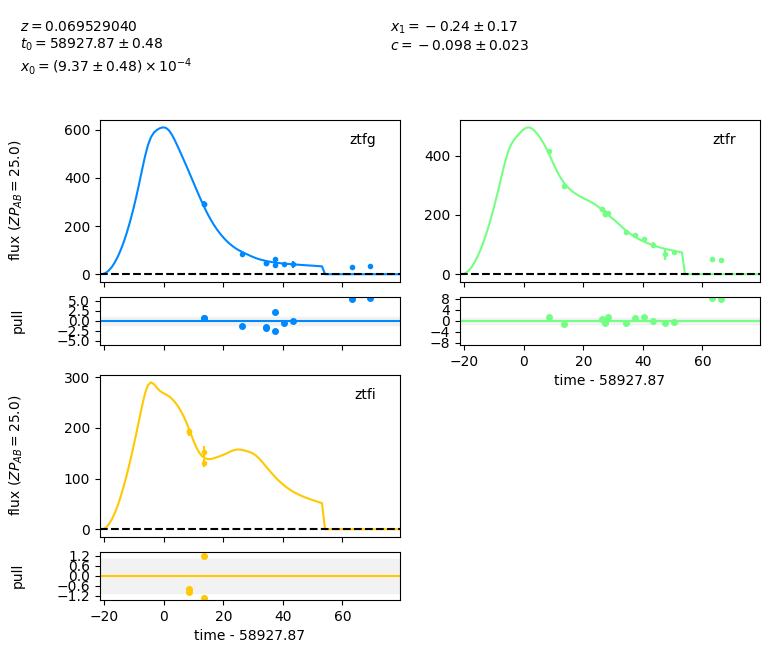 z = 0.069529040
x₁ = −0.24 ± 0.17
t₀ = 58927.87 ± 0.48
c = −0.098 ± 0.023
x₀ = (9.37 ± 0.48) × 10⁻⁴
ztfg
600
400
200
0
flux (ZP_AB = 25.0)
ztfr
400
200
0
5.0
2.5
0.0
−2.5
−5.0
pull
8
4
0
−4
−8
−20 0 20 40 60
time - 58927.87
ztfi
300
200
100
0
flux (ZP_AB = 25.0)
1.2
0.6
0.0
−0.6
−1.2
pull
−20 0 20 40 60
time - 58927.87